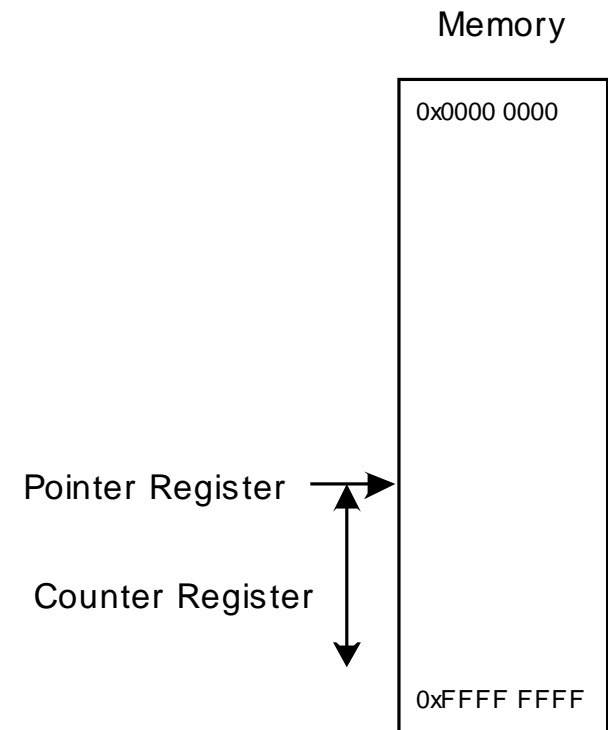 Memory
0x0000 0000
Pointer Register
Counter Register
0xFFFF FFFF